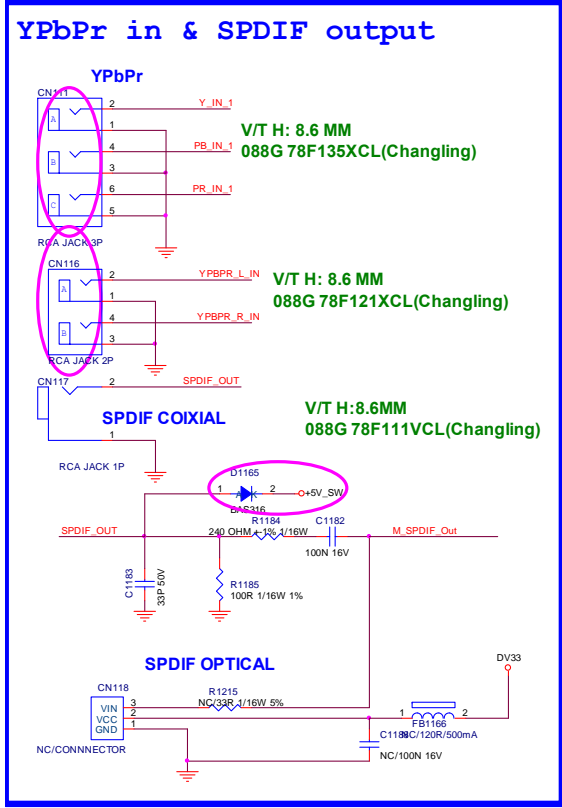 YPbPr in & SPDIF output
YPbPr
CN111
A
B
C
2
1
4
3
6
5
Y_IN_1
PB_IN_1
PR_IN_1
RCA JACK 3P
V/T H: 8.6 MM
088G 78F135XCL(Changling)
CN116
A
B
2
1
4
3
YPBPR_L_IN
YPBPR_R_IN
RCA JACK 2P
V/T H: 8.6 MM
088G 78F121XCL(Changling)
CN117
2
1
SPDIF_OUT
SPDIF COIXIAL
RCA JACK 1P
V/T H:8.6MM
088G 78F111VCL(Changling)
D1165
1
2
+5V_SW
BAS316
SPDIF_OUT
R1184
240 OHM +-1% 1/16W
C1182
100N 16V
M_SPDIF_Out
C1183
33P 50V
R1185
100R 1/16W 1%
SPDIF OPTICAL
DV33
CN118
VIN
VCC
GND
3
2
1
NC/CONNNECTOR
R1215
NC/33R 1/16W 5%
1
2
FB1166
NC/120R/500mA
NC/100N 16V